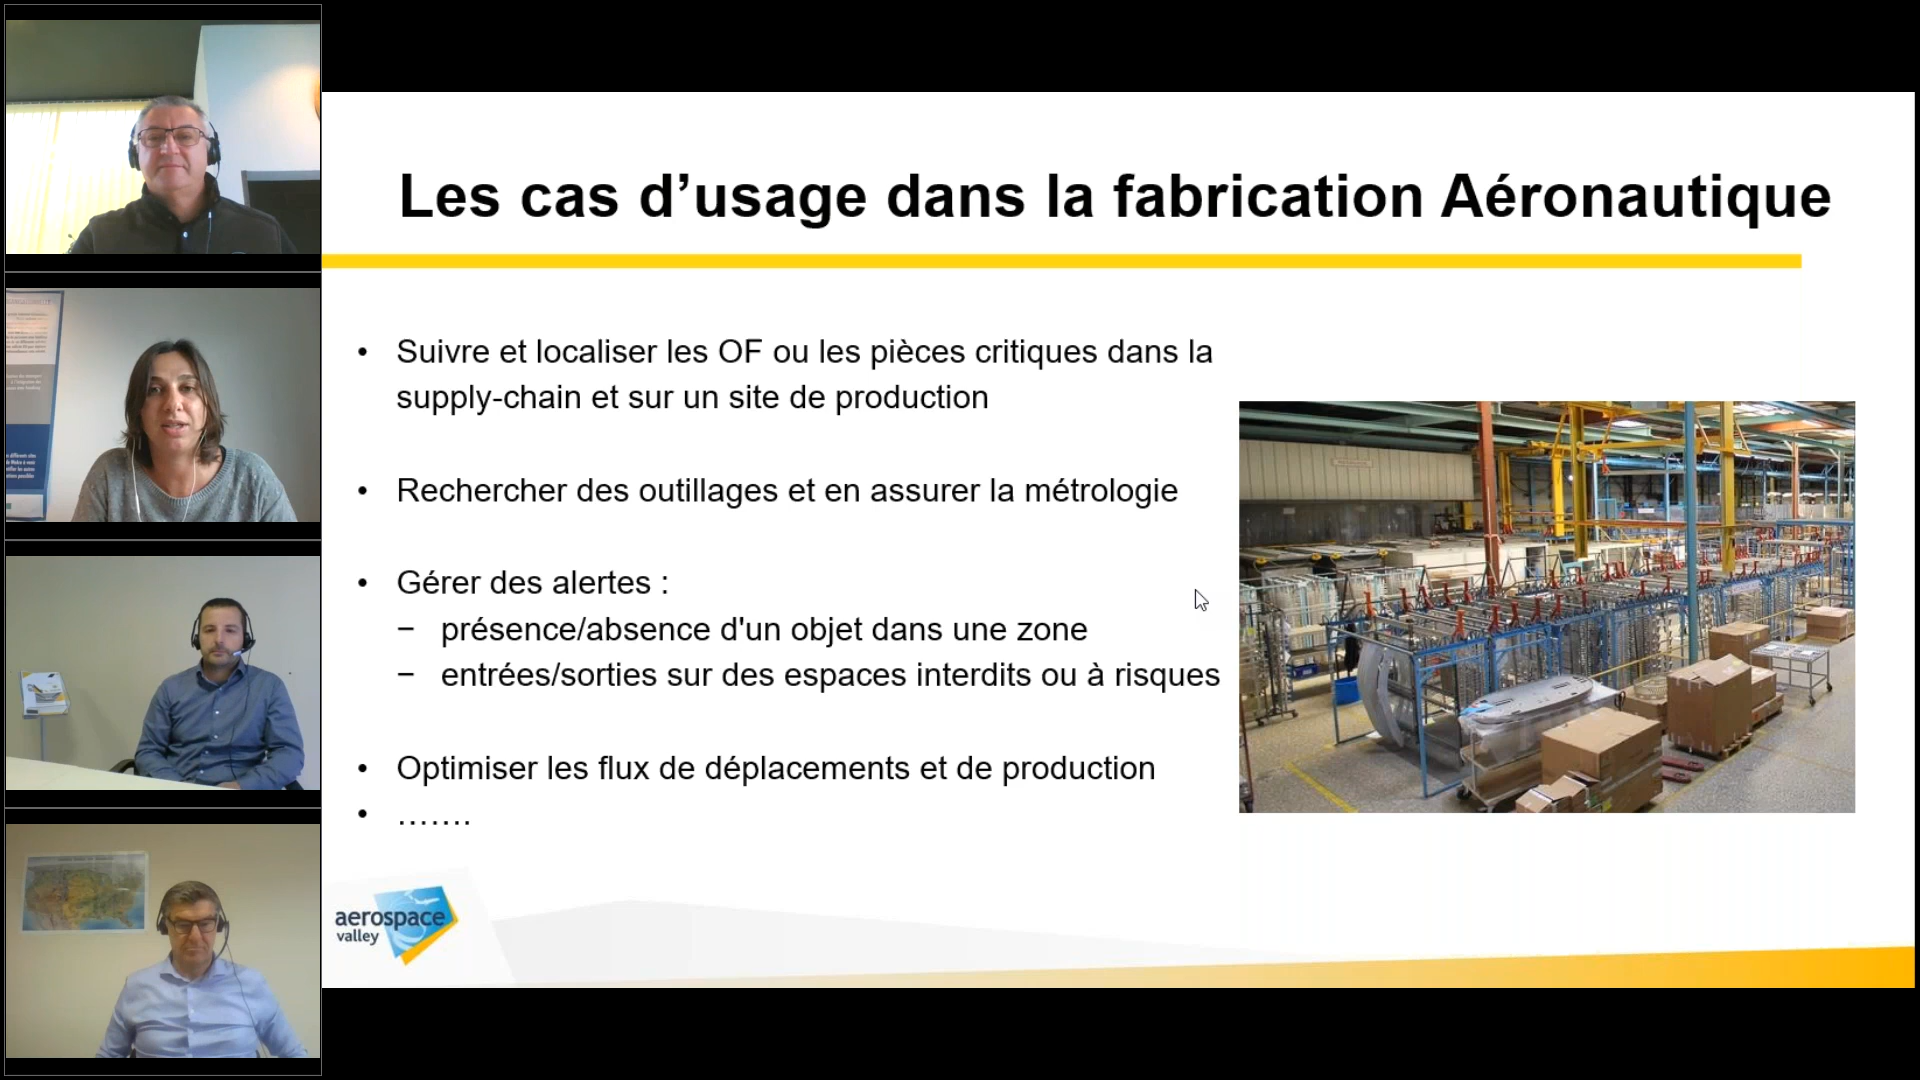 Les cas d’usage dans la fabrication Aéronautique
• Suivre et localiser les OF ou les pièces critiques dans la
supply-chain et sur un site de production
• Rechercher des outillages et en assurer la métrologie
• Gérer des alertes :
– présence/absence d'un objet dans une zone
– entrées/sorties sur des espaces interdits ou à risques
• Optimiser les flux de déplacements et de production
• …….
aerospace
valley